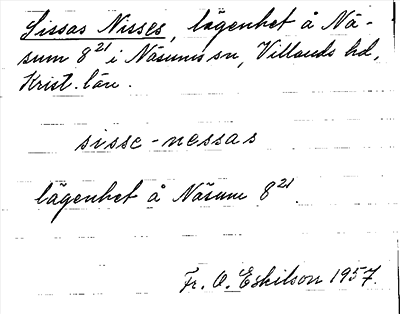 Sissas Nisses, lägenhet å Nä-
sum 8²¹ i Näsums sn, Villands hd,
Krist. län.
sisse-nessas
lägenhet å Näsum 8²¹.
Fr. O. Eskilson 1957.